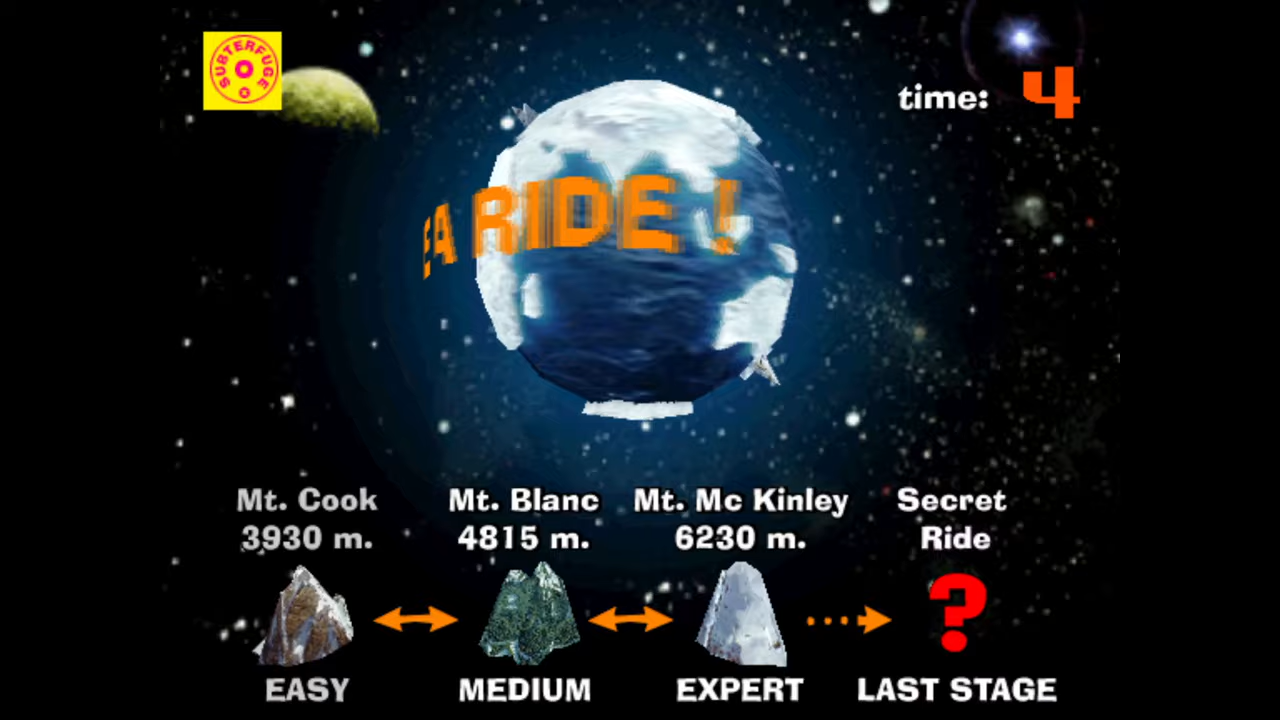 SUBTERFUGE
time: 4
A RIDE !
Mt. Cook
3930 m.
Mt. Blanc
4815 m.
Mt. Mc Kinley
6230 m.
Secret
Ride
?
EASY
MEDIUM
EXPERT
LAST STAGE